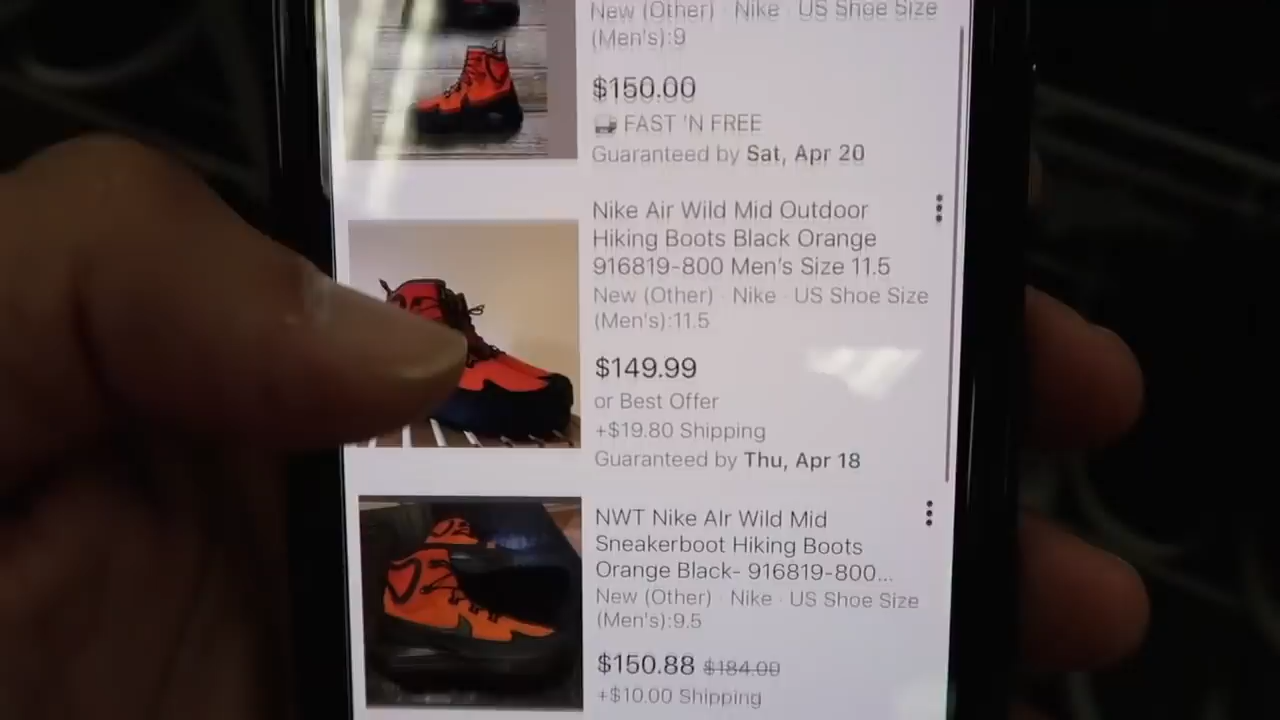 New (Other) · Nike · US Shoe Size
(Men's):9
$150.00
FAST 'N FREE
Guaranteed by Sat, Apr 20
Nike Air Wild Mid Outdoor
Hiking Boots Black Orange
916819-800 Men's Size 11.5
New (Other) · Nike · US Shoe Size
(Men's):11.5
$149.99
or Best Offer
+$19.80 Shipping
Guaranteed by Thu, Apr 18
NWT Nike AIr Wild Mid
Sneakerboot Hiking Boots
Orange Black- 916819-800...
New (Other) · Nike · US Shoe Size
(Men's):9.5
$150.88 $184.00
+$10.00 Shipping